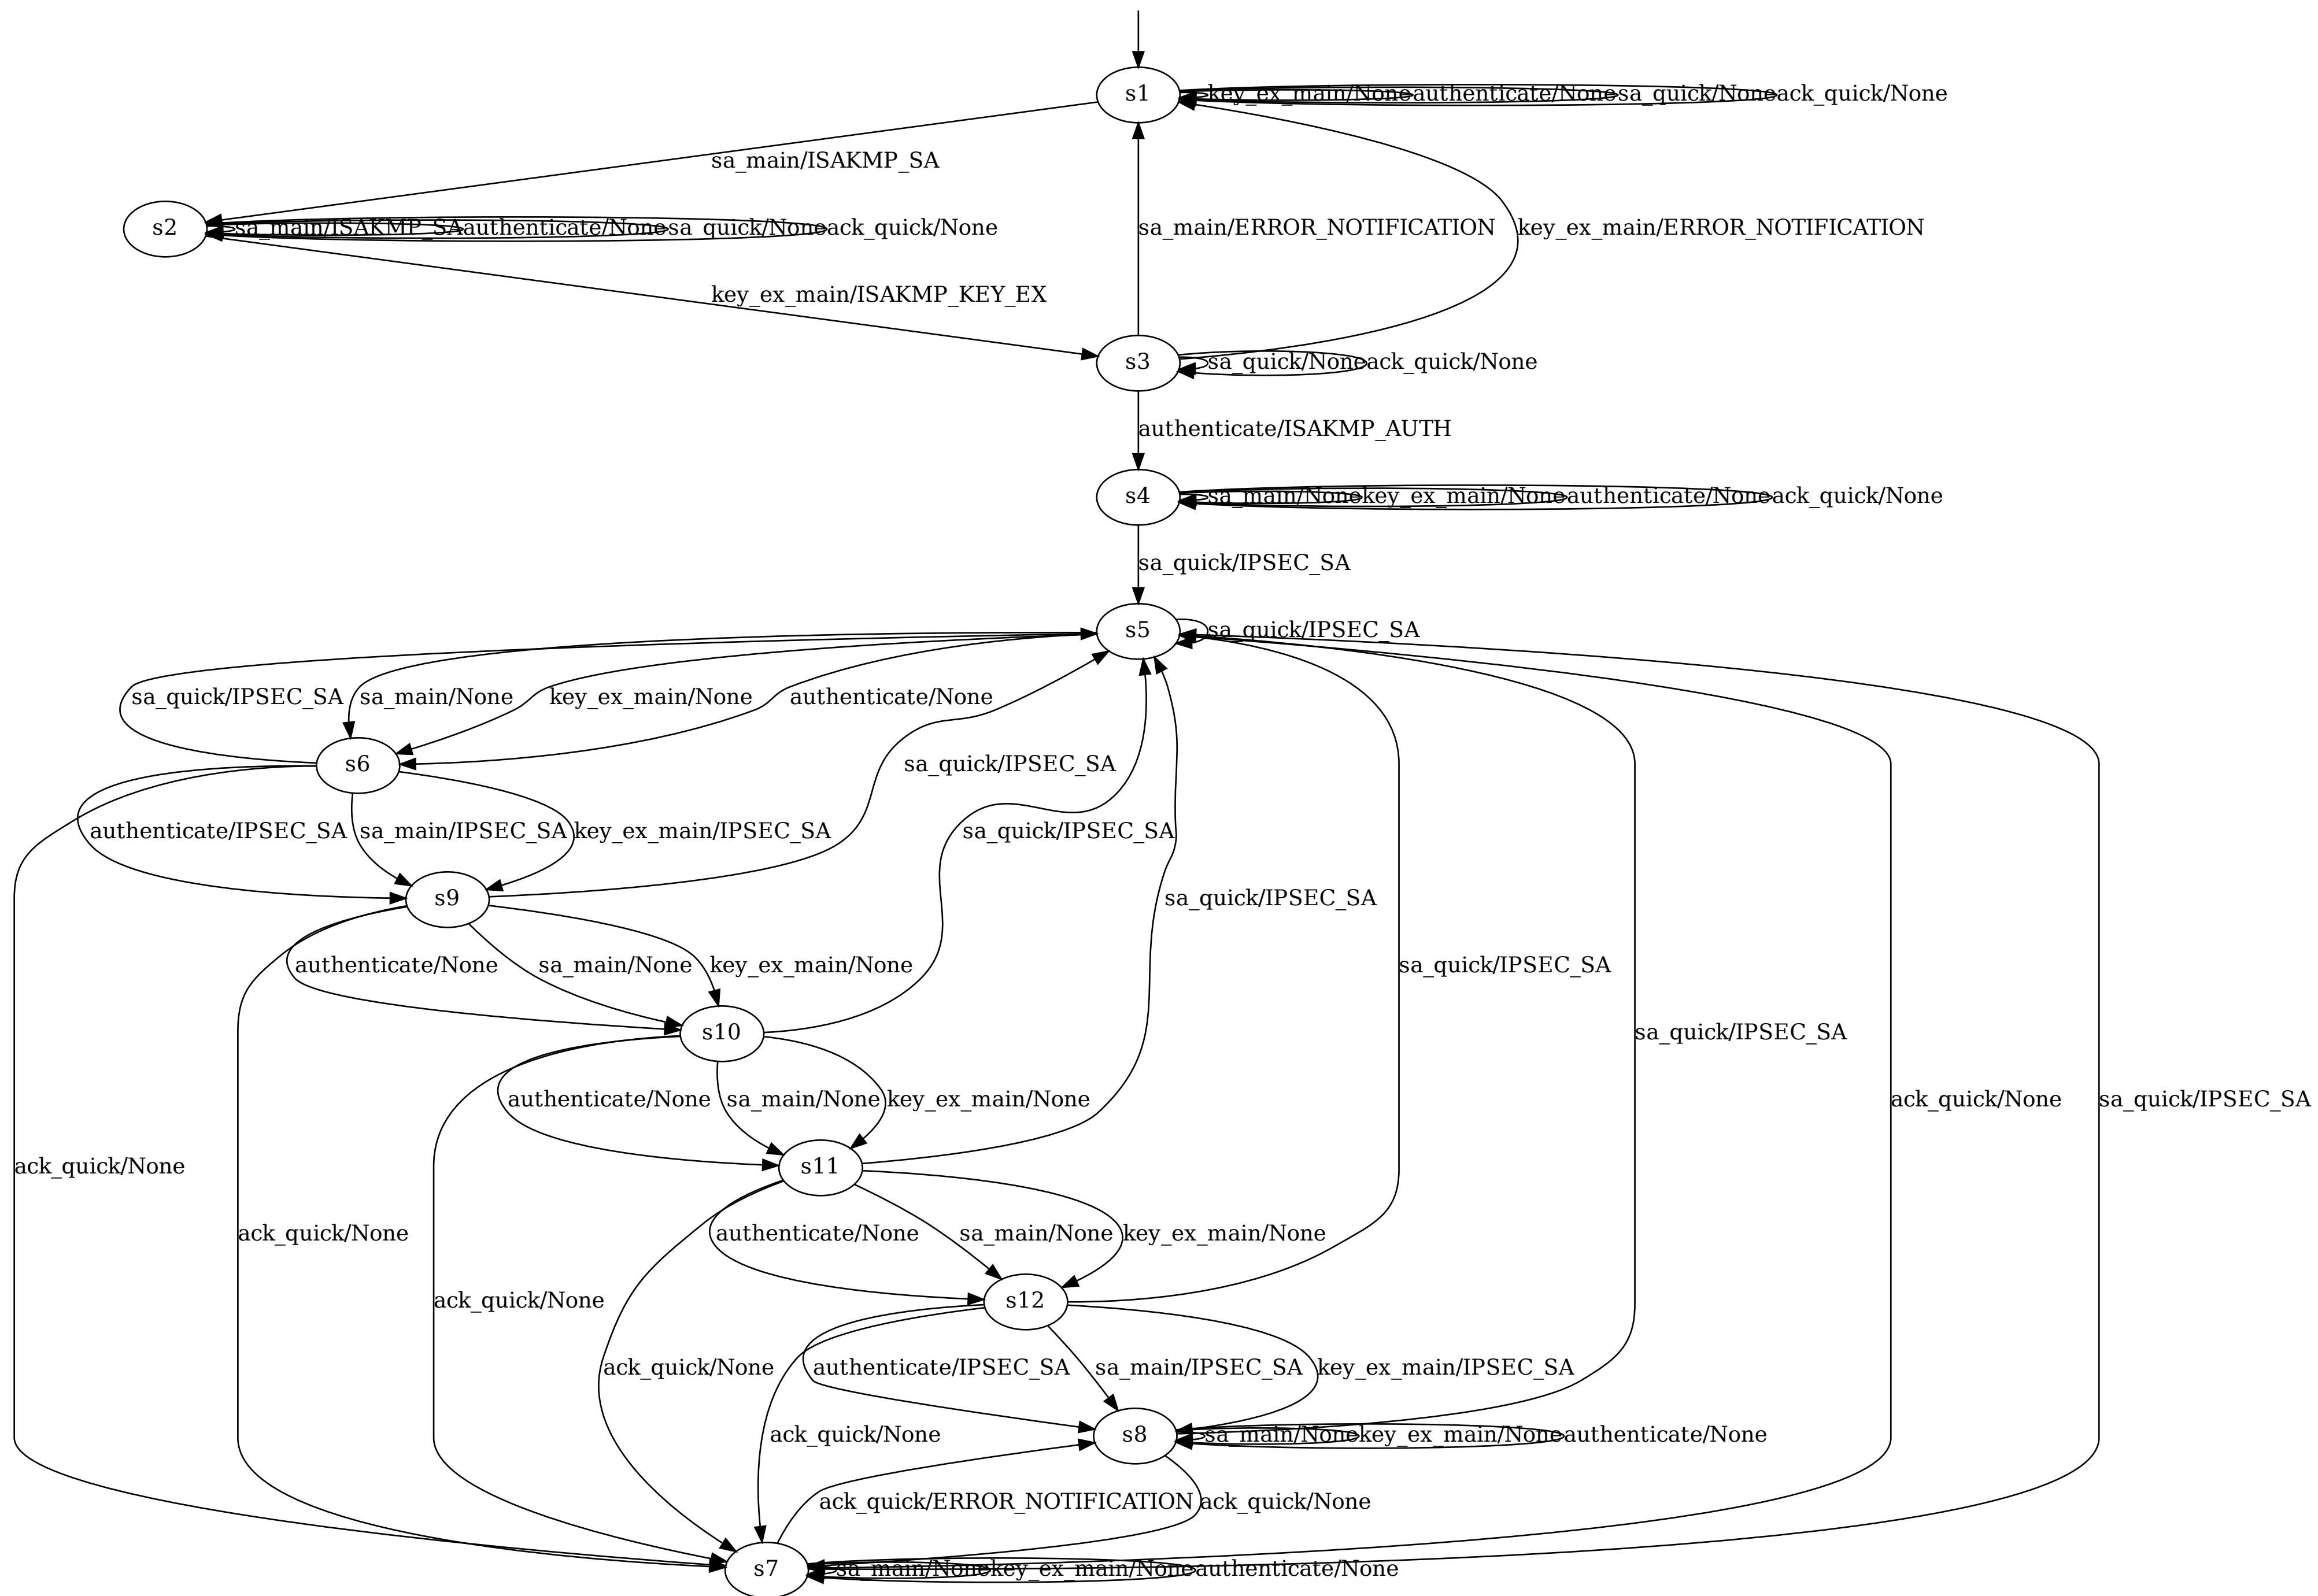 s1
key_ex_main/None
authenticate/None
sa_quick/None
ack_quick/None
sa_main/ISAKMP_SA
s2
sa_main/ISAKMP_SA
authenticate/None
sa_quick/None
ack_quick/None
sa_main/ERROR_NOTIFICATION
key_ex_main/ERROR_NOTIFICATION
key_ex_main/ISAKMP_KEY_EX
s3
sa_quick/None
ack_quick/None
authenticate/ISAKMP_AUTH
s4
sa_main/None
key_ex_main/None
authenticate/None
ack_quick/None
sa_quick/IPSEC_SA
s5
sa_quick/IPSEC_SA
sa_quick/IPSEC_SA
sa_main/None
key_ex_main/None
authenticate/None
s6
sa_quick/IPSEC_SA
authenticate/IPSEC_SA
sa_main/IPSEC_SA
key_ex_main/IPSEC_SA
sa_quick/IPSEC_SA
s9
sa_quick/IPSEC_SA
authenticate/None
sa_main/None
key_ex_main/None
sa_quick/IPSEC_SA
s10
sa_quick/IPSEC_SA
authenticate/None
sa_main/None
key_ex_main/None
ack_quick/None
sa_quick/IPSEC_SA
ack_quick/None
s11
ack_quick/None
authenticate/None
sa_main/None
key_ex_main/None
ack_quick/None
s12
ack_quick/None
authenticate/IPSEC_SA
sa_main/IPSEC_SA
key_ex_main/IPSEC_SA
ack_quick/None
s8
sa_main/None
key_ex_main/None
authenticate/None
ack_quick/ERROR_NOTIFICATION
ack_quick/None
s7
sa_main/None
key_ex_main/None
authenticate/None